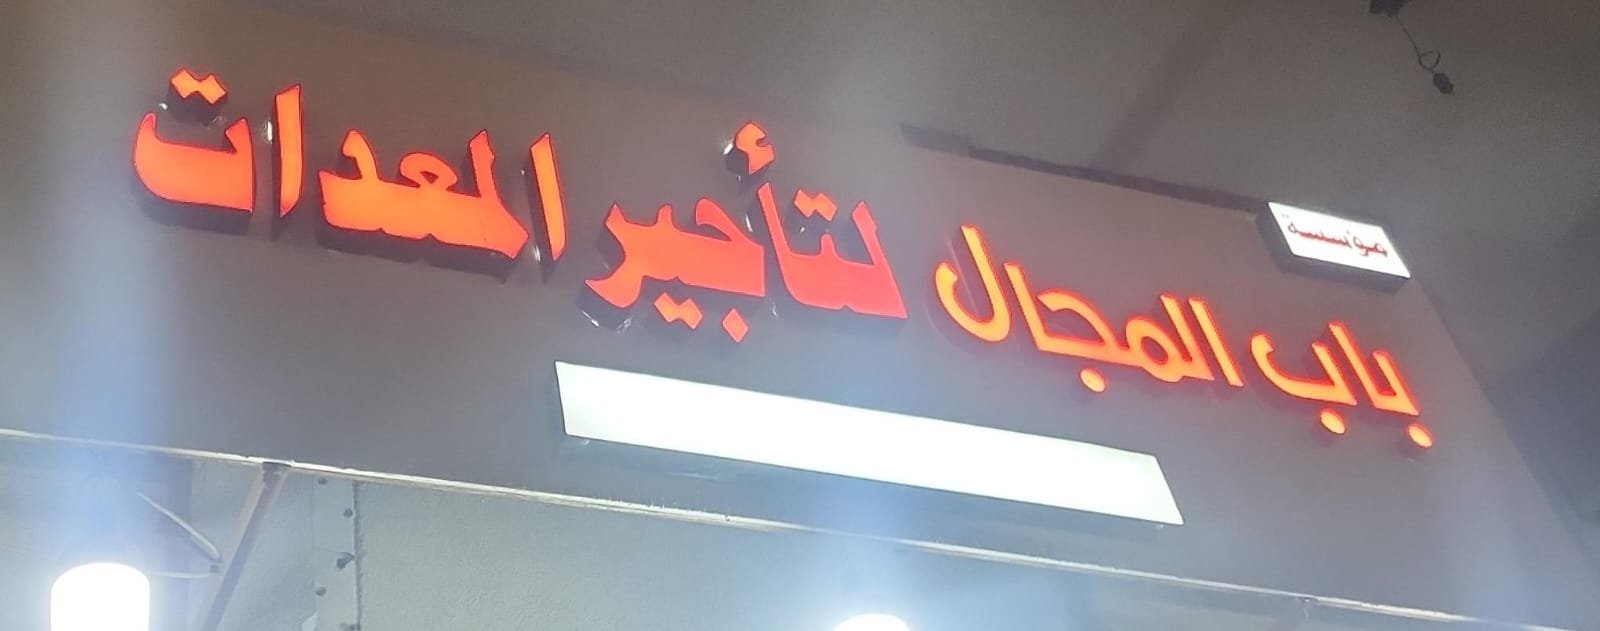 مؤسسة
باب المجال لتأجير المعدات